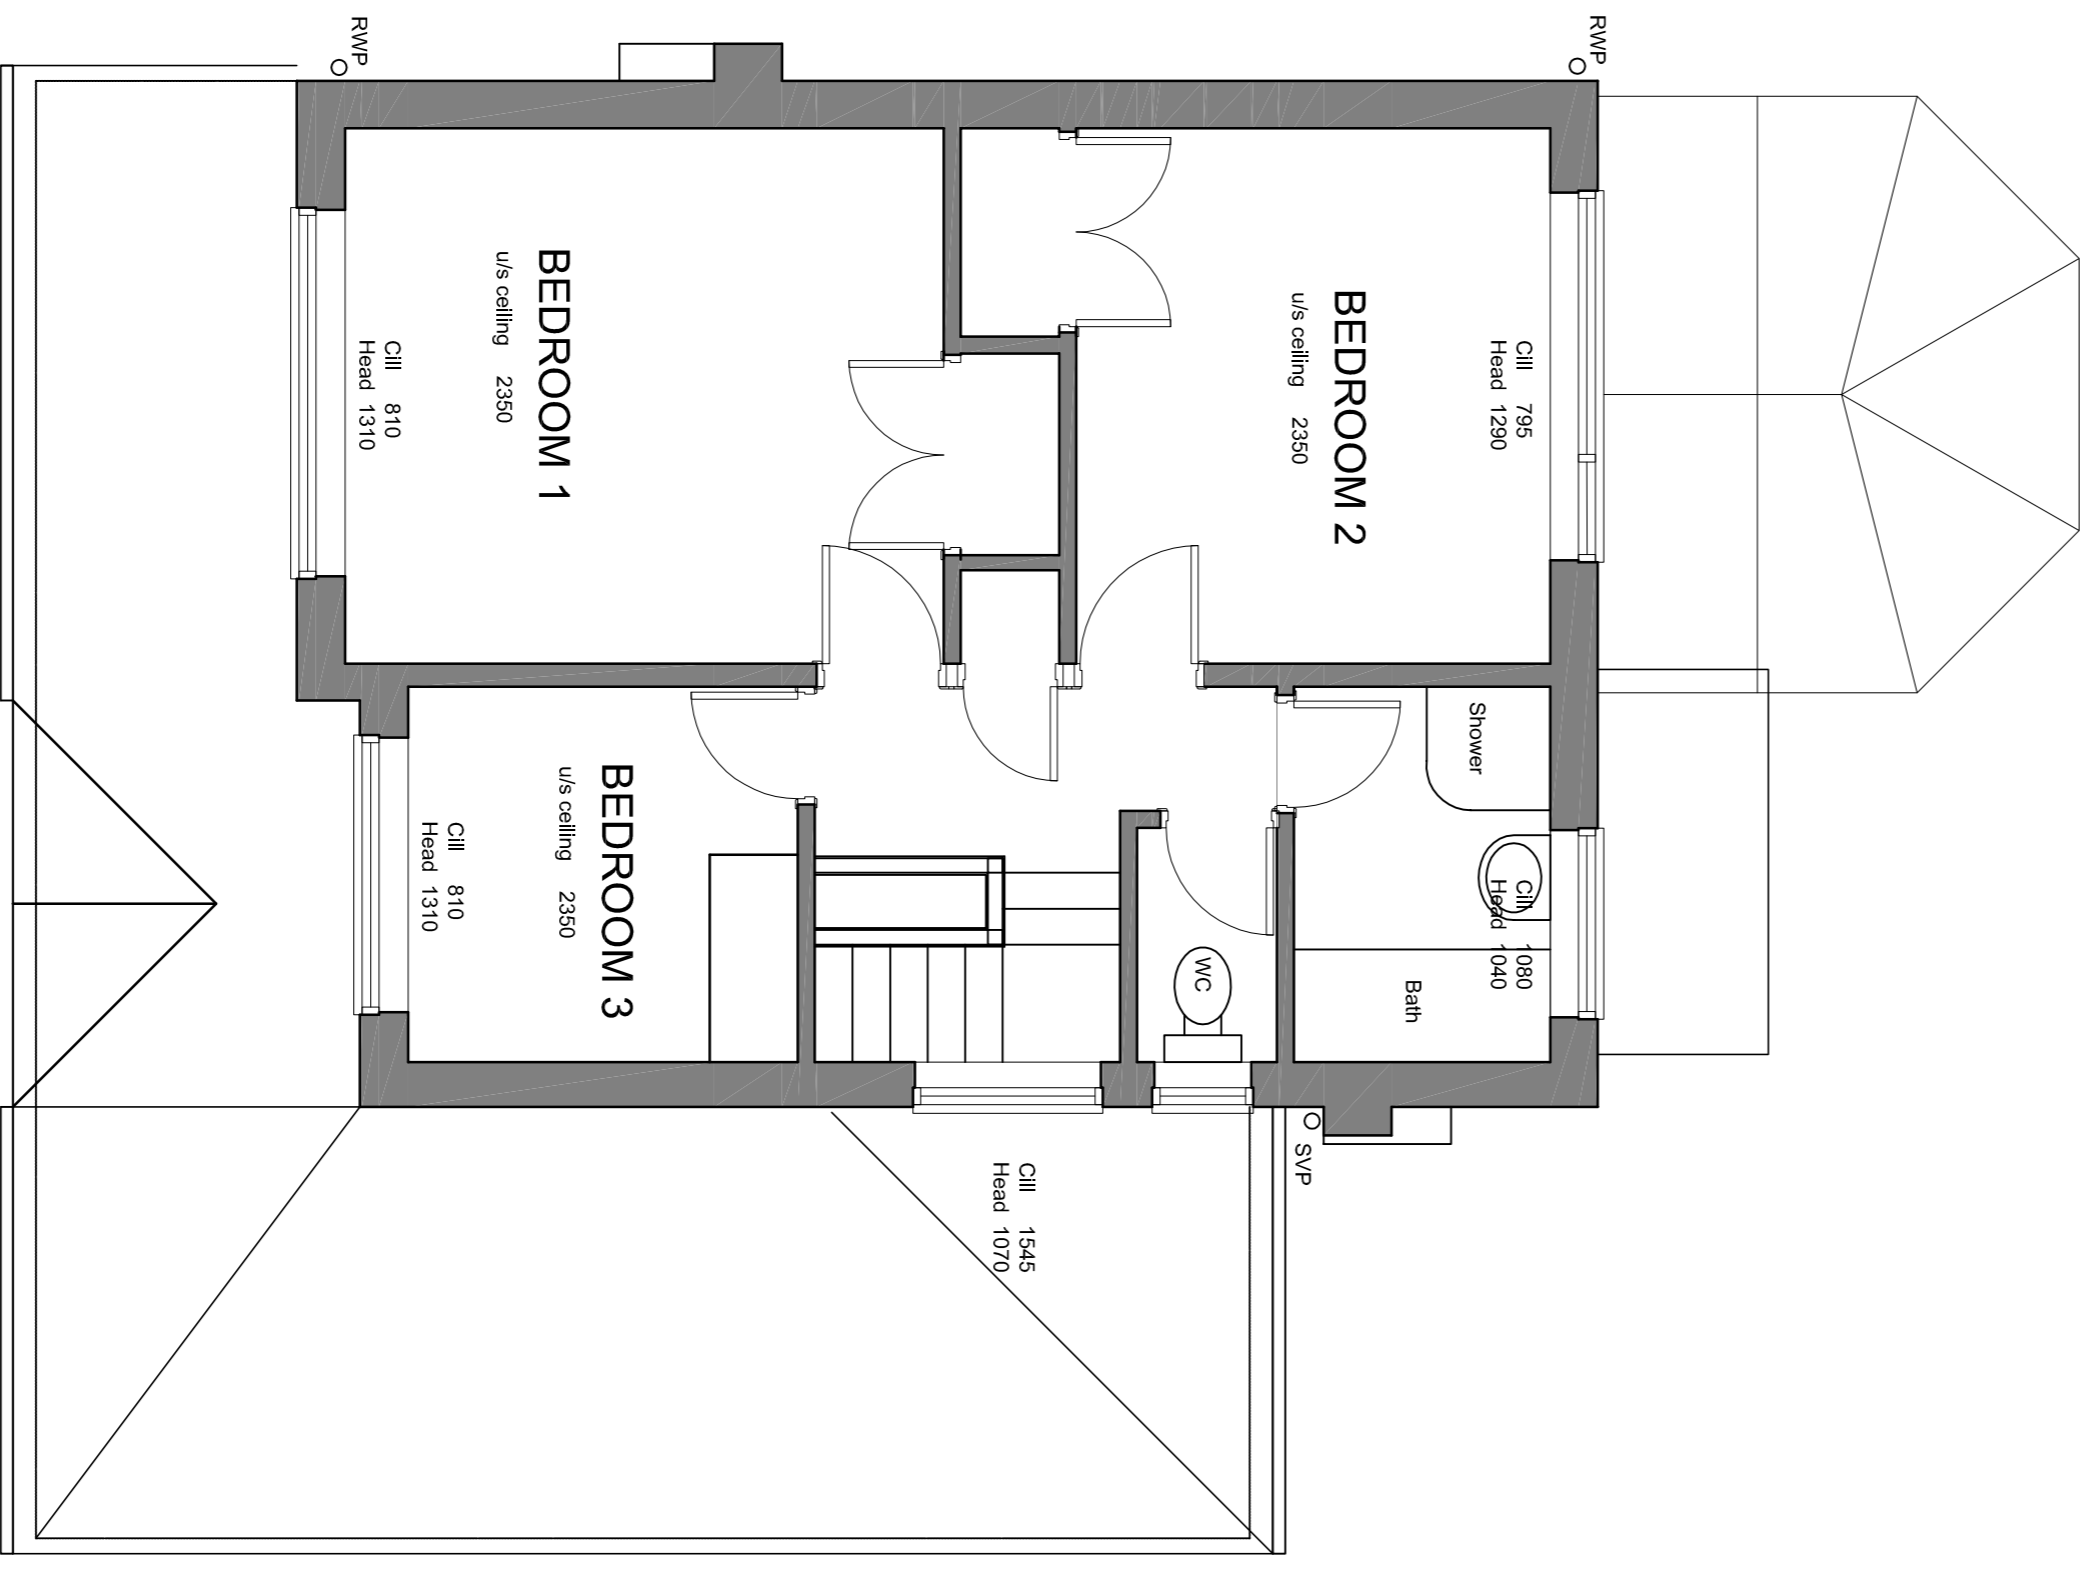 RWP
RWP
BEDROOM 1
u/s ceiling 2350
Cill 810
Head 1310
BEDROOM 2
u/s ceiling 2350
Cill 795
Head 1290
BEDROOM 3
u/s ceiling 2350
Cill 810
Head 1310
Shower
Cill 1080
Head 1040
Bath
WC
SVP
Cill 1545
Head 1070